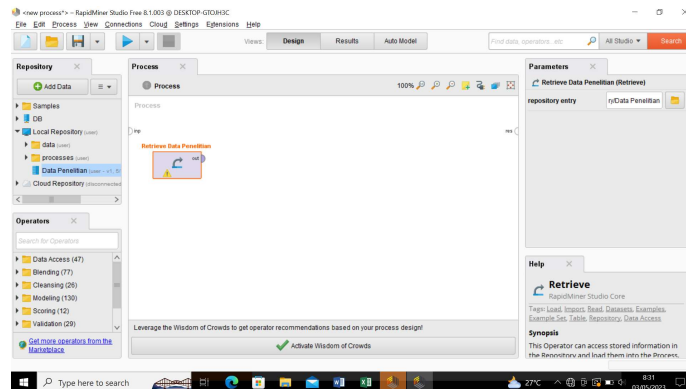 <new process*> – RapidMiner Studio Free 8.1.003 @ DESKTOP-GTOJH3C
File Edit Process View Connections Cloud Settings Extensions Help
Views: Design Results Auto Model
Find data, operators...etc
All Studio ▼
Search
Repository
Add Data
Samples
DB
Local Repository (user)
data (user)
processes (user)
Data Penelitian (user - v1,
Cloud Repository (disconnected
Operators
Search for Operators
Data Access (47)
Blending (77)
Cleansing (26)
Modeling (130)
Scoring (12)
Validation (29)
Get more operators from the
Marketplace
Process
Process
100%
Process
inp
res
Retrieve Data Penelitian
out
Leverage the Wisdom of Crowds to get operator recommendations based on your process design!
Activate Wisdom of Crowds
Parameters
Retrieve Data Penelitian (Retrieve)
repository entry
ry/Data Penelitian
Help
Retrieve
RapidMiner Studio Core
Tags: Load, Import, Read, Datasets, Examples,
Example Set, Table, Repository, Data Access
Synopsis
This Operator can access stored information in
the Repository and load them into the Process.
Type here to search
27°C
8:31
03/05/2023